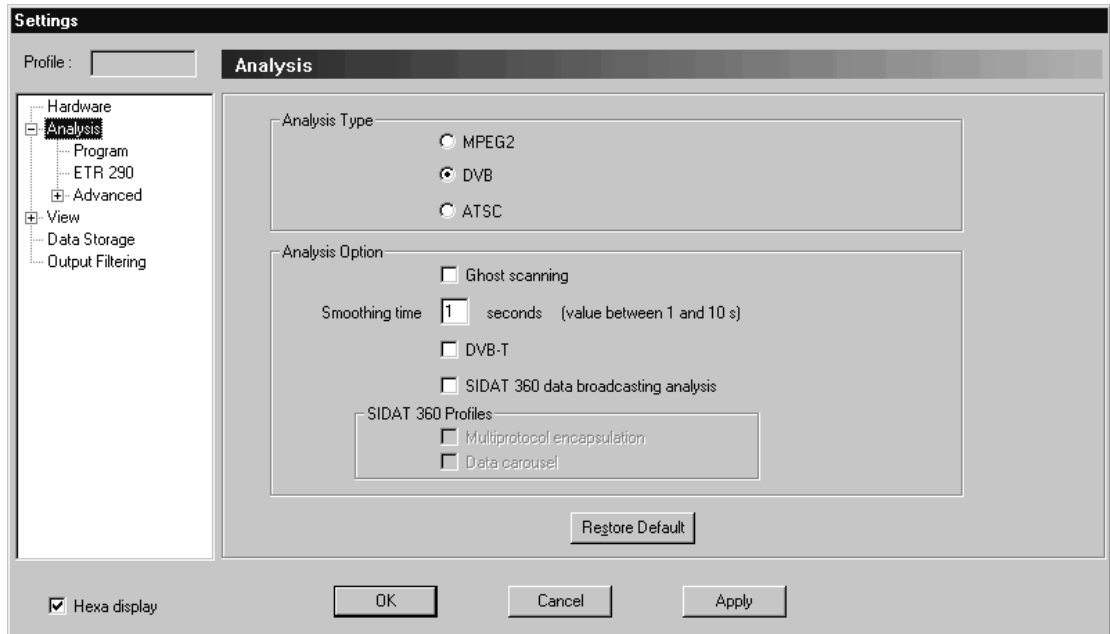 Settings
Profile :
Analysis
Hardware
Analysis
Program
ETR 290
Advanced
View
Data Storage
Output Filtering
Analysis Type
MPEG2
DVB
ATSC
Analysis Option
Ghost scanning
Smoothing time 1 seconds (value between 1 and 10 s)
DVB-T
SIDAT 360 data broadcasting analysis
SIDAT 360 Profiles
Multiprotocol encapsulation
Data carousel
Restore Default
Hexa display
OK
Cancel
Apply